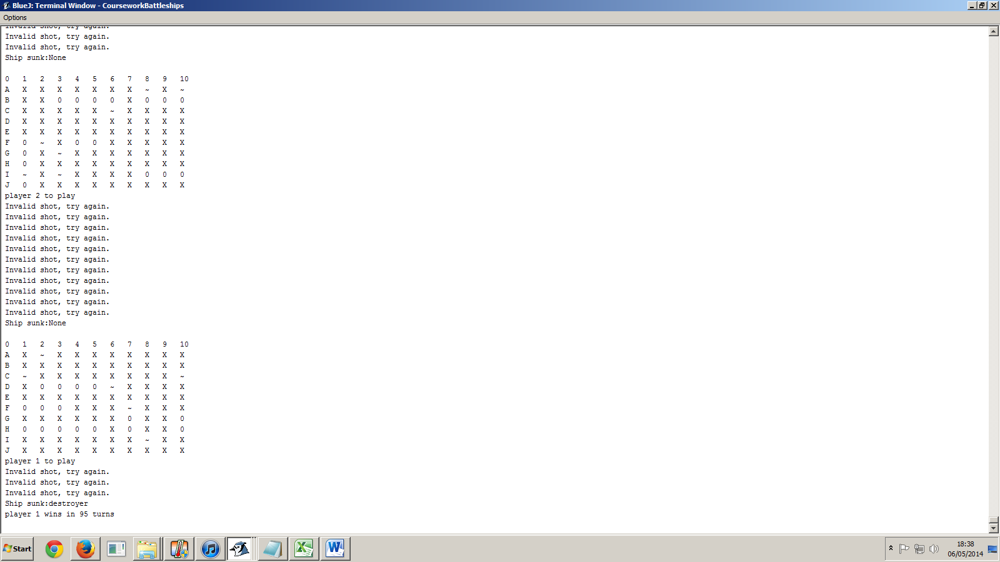 BlueJ: Terminal Window - CourseworkBattleships
Options
Invalid shot, try again.
Invalid shot, try again.
Invalid shot, try again.
Ship sunk:None
0 1 2 3 4 5 6 7 8 9 10
A X X X X X X X ~ X ~
B X X 0 0 0 0 X 0 0 0
C X X X X X ~ X X X X
D X X X X X X X X X X
E X X X X X X X X X X
F 0 ~ X 0 0 X X X X X
G 0 X ~ X X X X X X X
H 0 X X X X X X X X X
I ~ X ~ X X X X 0 0 0
J 0 X X X X X X X X X
player 2 to play
Invalid shot, try again.
Invalid shot, try again.
Invalid shot, try again.
Invalid shot, try again.
Invalid shot, try again.
Invalid shot, try again.
Invalid shot, try again.
Invalid shot, try again.
Invalid shot, try again.
Invalid shot, try again.
Invalid shot, try again.
Ship sunk:None
0 1 2 3 4 5 6 7 8 9 10
A X ~ X X X X X X X X
B X X X X X X X X X X
C ~ X X X X X X X X ~
D X 0 0 0 0 ~ X X X X
E X X X X X X X X X X
F 0 0 0 X X X ~ X X X
G X X X X X X 0 X X 0
H 0 0 0 0 0 X 0 X X 0
I X X X X X X X ~ X X
J X X X X X X X X X X
player 1 to play
Invalid shot, try again.
Invalid shot, try again.
Invalid shot, try again.
Ship sunk:destroyer
player 1 wins in 95 turns
Start
18:38
06/05/2014